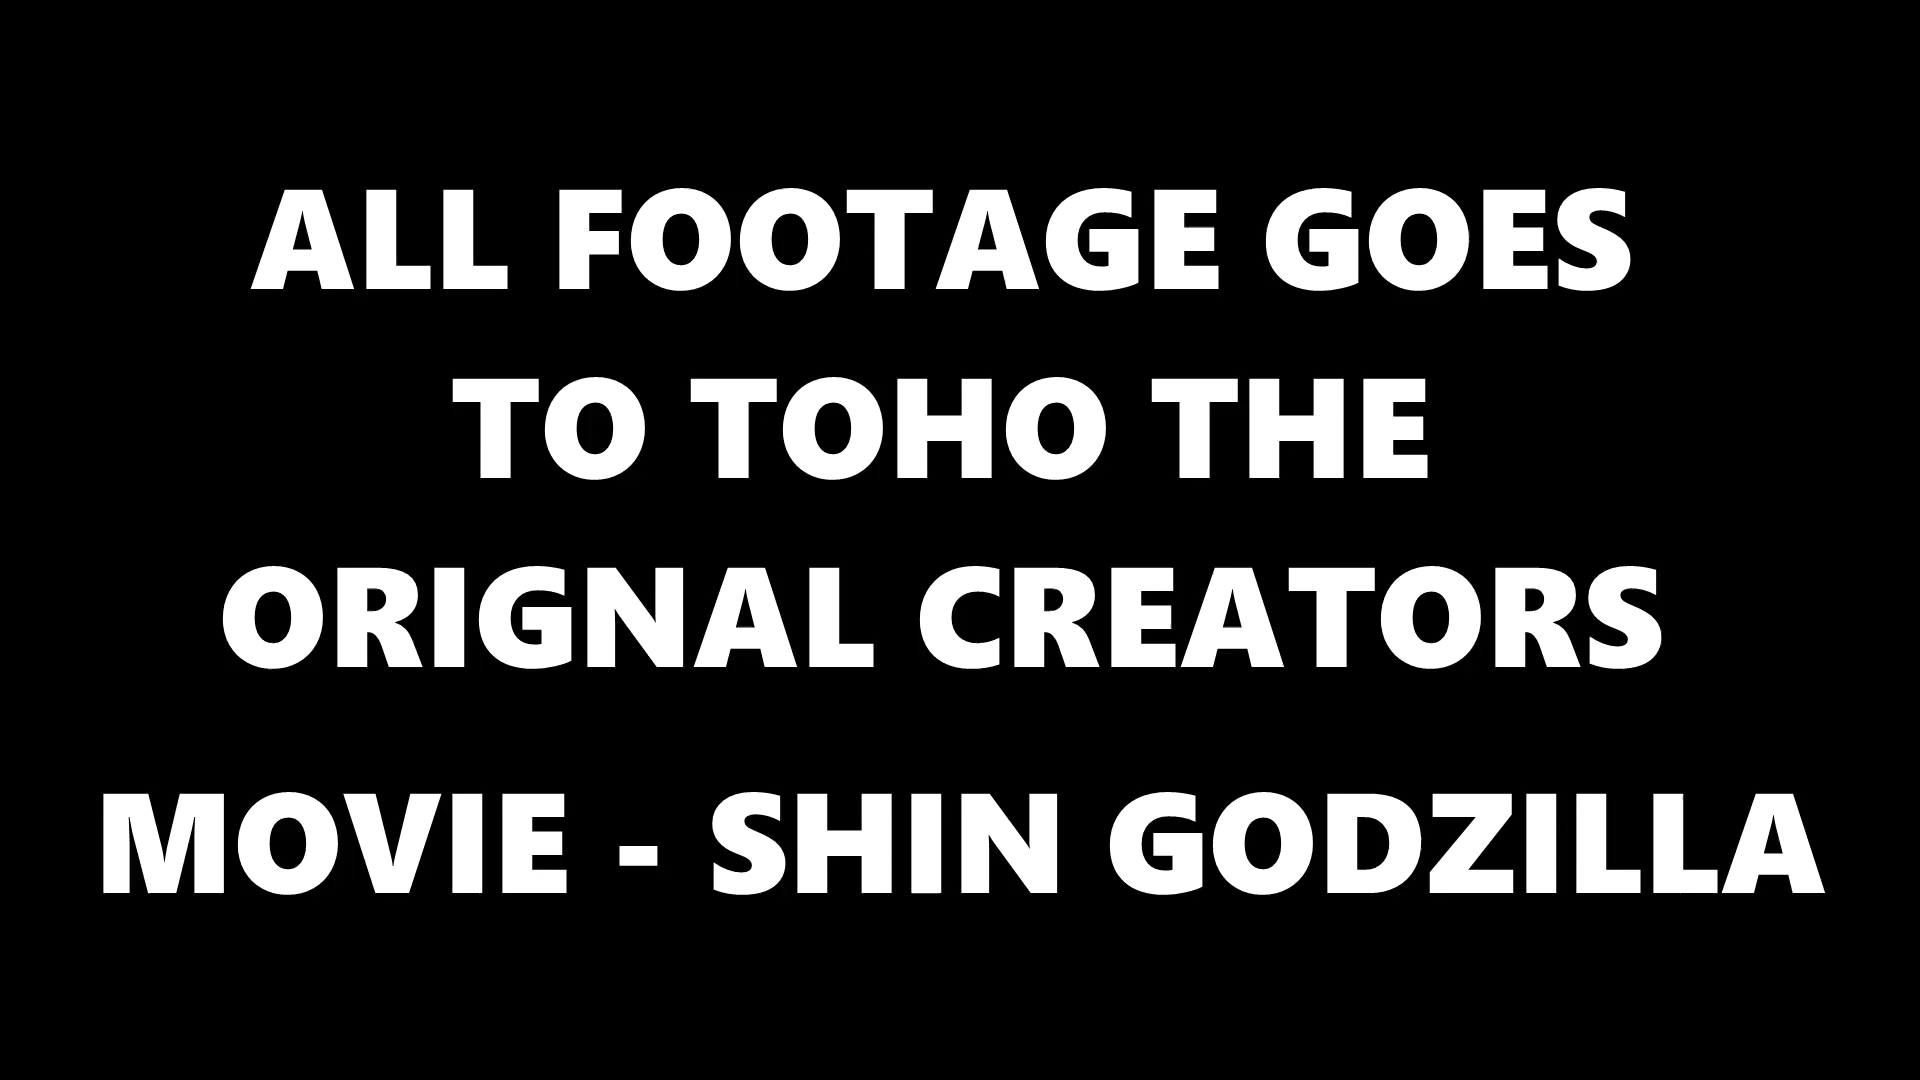 ALL FOOTAGE GOES
TO TOHO THE
ORIGNAL CREATORS
MOVIE - SHIN GODZILLA